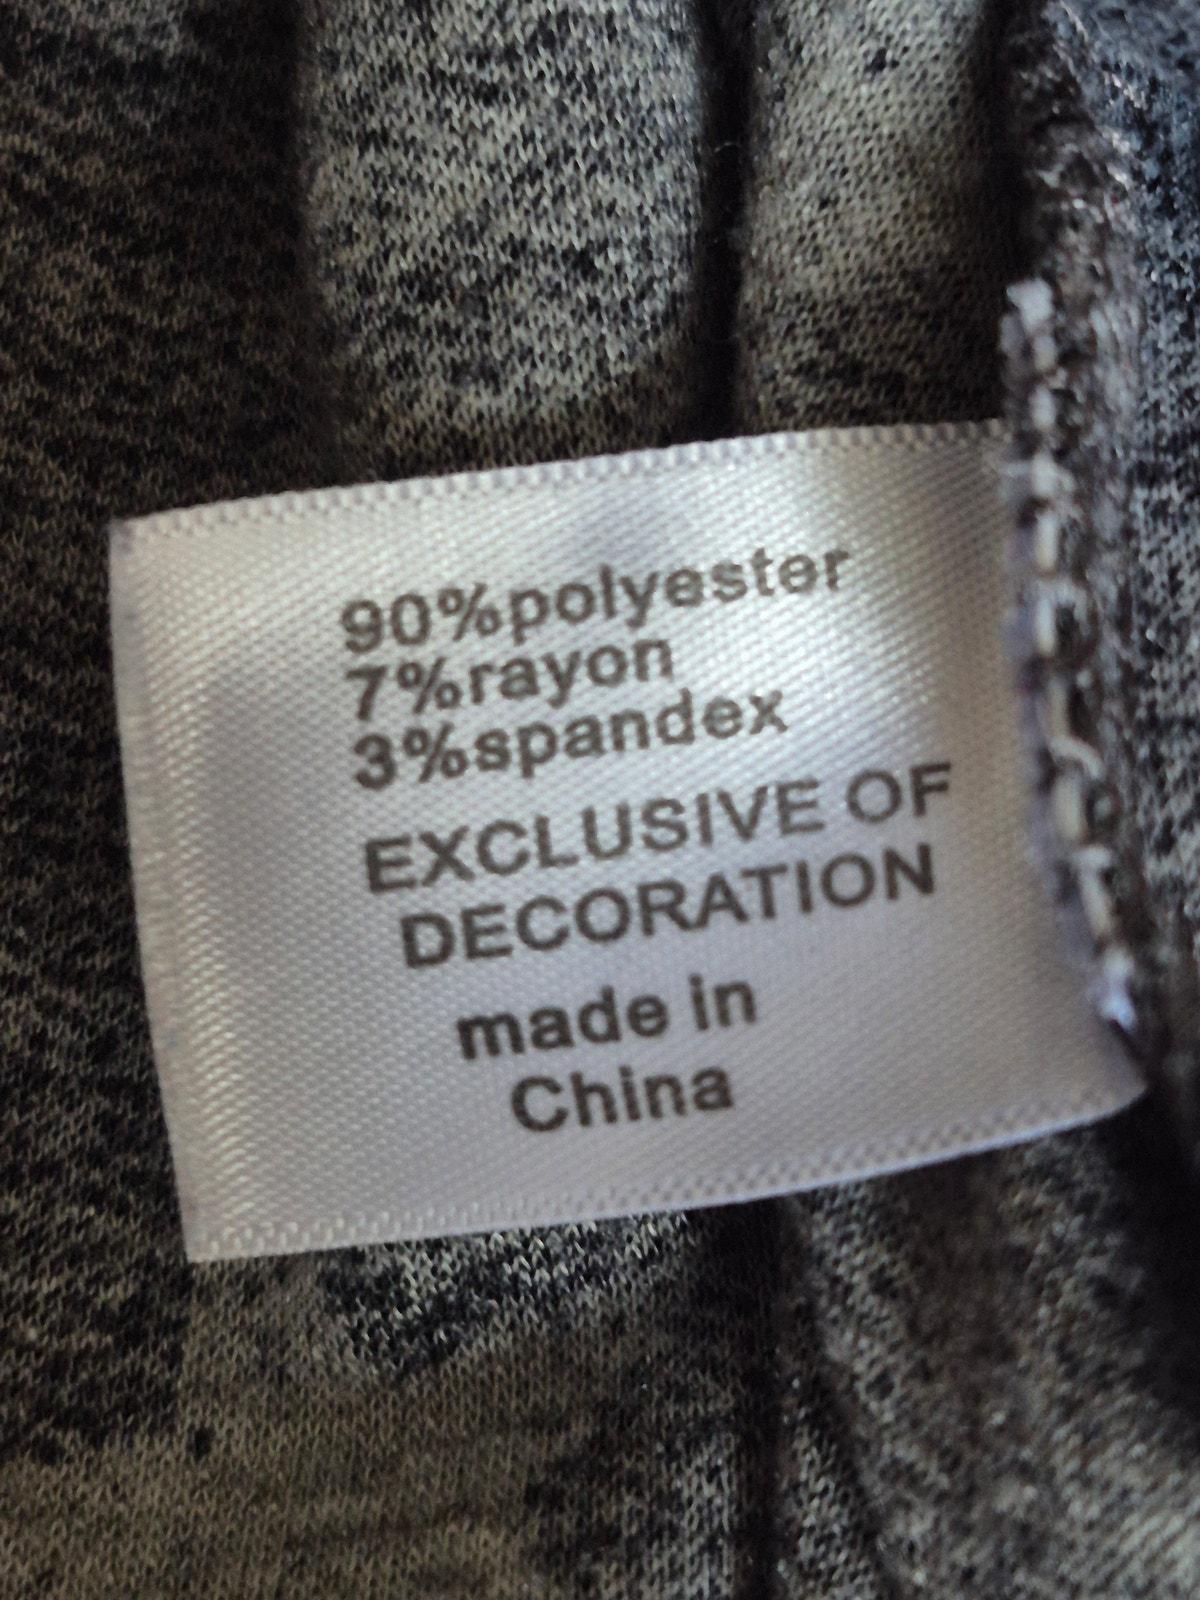 90%polyester
7%rayon
3%spandex
EXCLUSIVE OF
DECORATION
made in
China